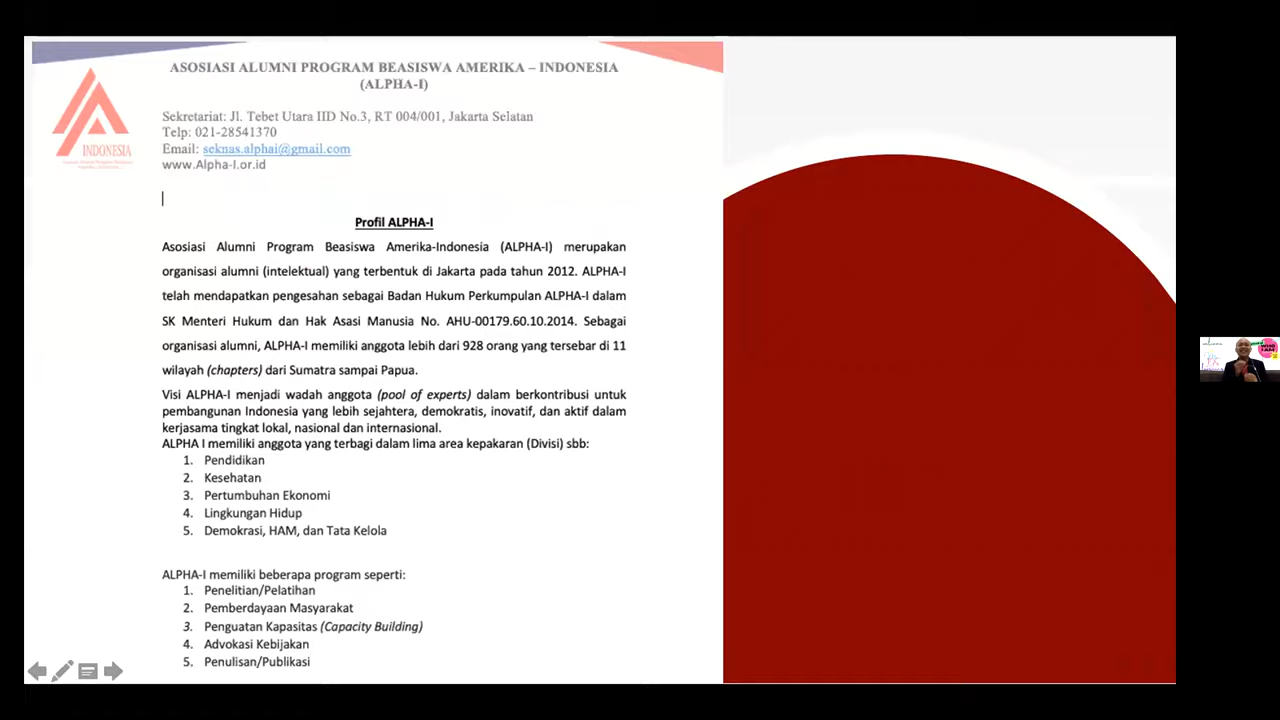 ASOSIASI ALUMNI PROGRAM BEASISWA AMERIKA – INDONESIA
(ALPHA-I)
Sekretariat: Jl. Tebet Utara IID No.3, RT 004/001, Jakarta Selatan
Telp: 021-28541370
Email: seknas.alphai@gmail.com
www.Alpha-I.or.id
INDONESIA
Profil ALPHA-I
Asosiasi Alumni Program Beasiswa Amerika-Indonesia (ALPHA-I) merupakan
organisasi alumni (intelektual) yang terbentuk di Jakarta pada tahun 2012. ALPHA-I
telah mendapatkan pengesahan sebagai Badan Hukum Perkumpulan ALPHA-I dalam
SK Menteri Hukum dan Hak Asasi Manusia No. AHU-00179.60.10.2014. Sebagai
organisasi alumni, ALPHA-I memiliki anggota lebih dari 928 orang yang tersebar di 11
wilayah (chapters) dari Sumatra sampai Papua.
Visi ALPHA-I menjadi wadah anggota (pool of experts) dalam berkontribusi untuk
pembangunan Indonesia yang lebih sejahtera, demokratis, inovatif, dan aktif dalam
kerjasama tingkat lokal, nasional dan internasional.
ALPHA I memiliki anggota yang terbagi dalam lima area kepakaran (Divisi) sbb:
1. Pendidikan
2. Kesehatan
3. Pertumbuhan Ekonomi
4. Lingkungan Hidup
5. Demokrasi, HAM, dan Tata Kelola
ALPHA-I memiliki beberapa program seperti:
1. Penelitian/Pelatihan
2. Pemberdayaan Masyarakat
3. Penguatan Kapasitas (Capacity Building)
4. Advokasi Kebijakan
5. Penulisan/Publikasi